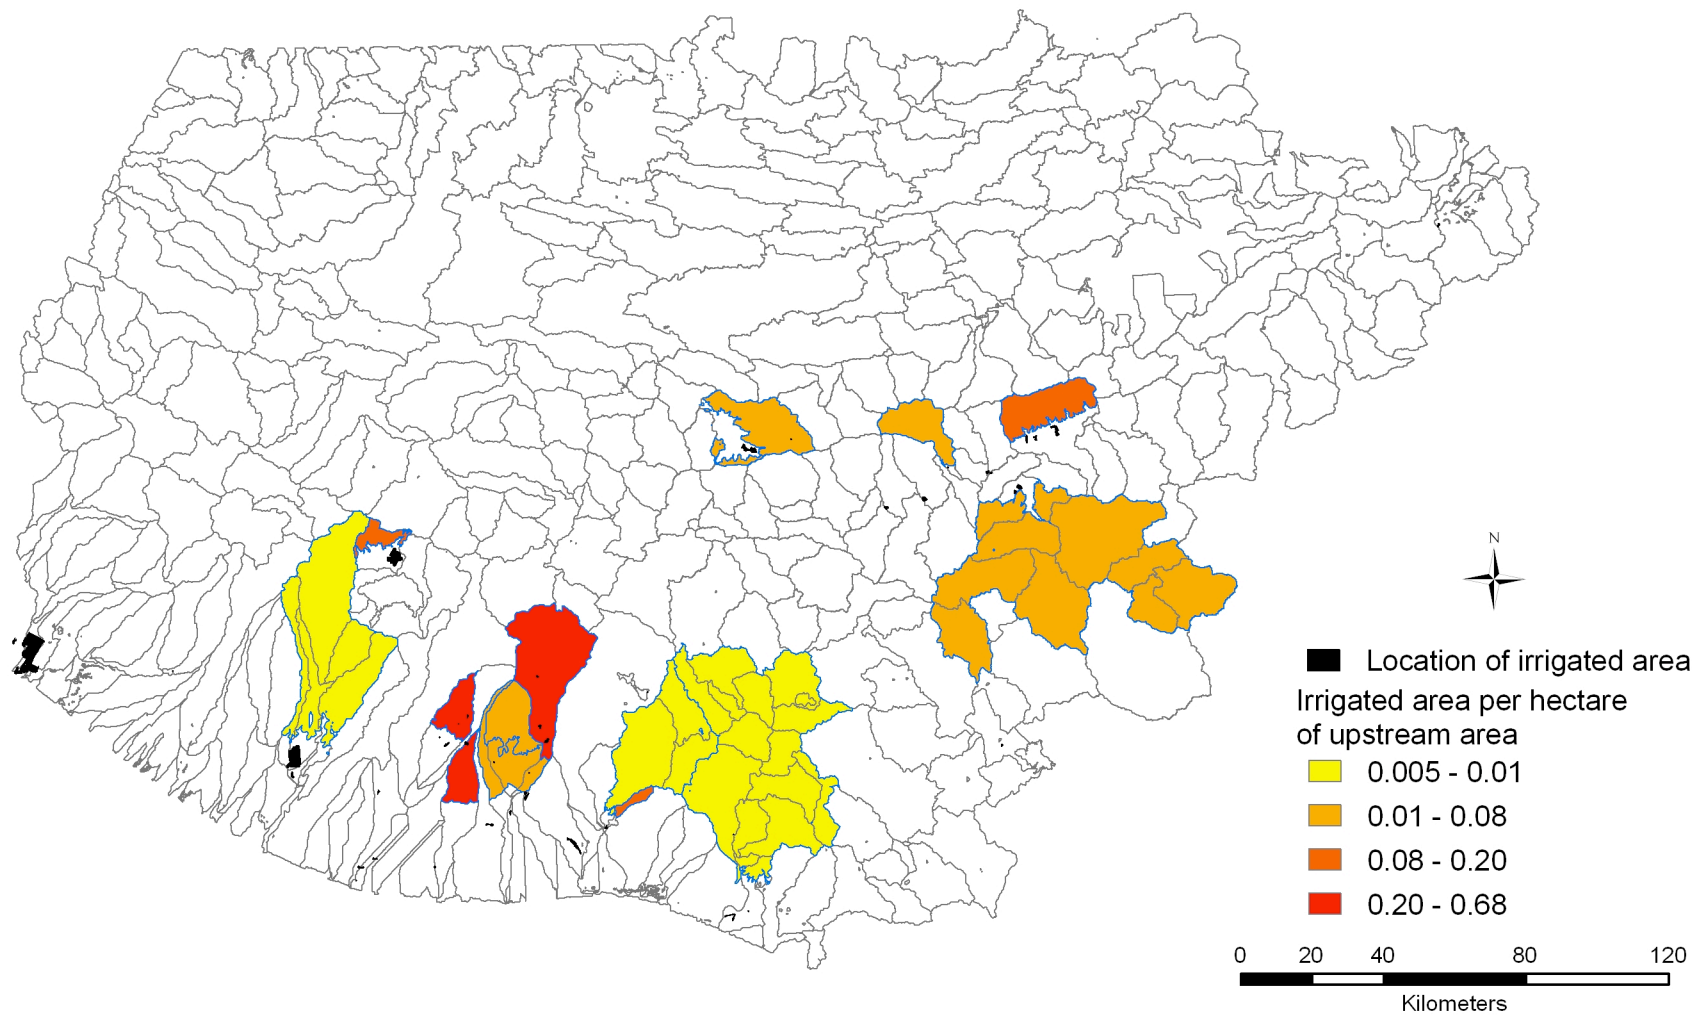 N
Location of irrigated area
Irrigated area per hectare
of upstream area
0.005 - 0.01
0.01 - 0.08
0.08 - 0.20
0.20 - 0.68
0 20 40 80 120
Kilometers